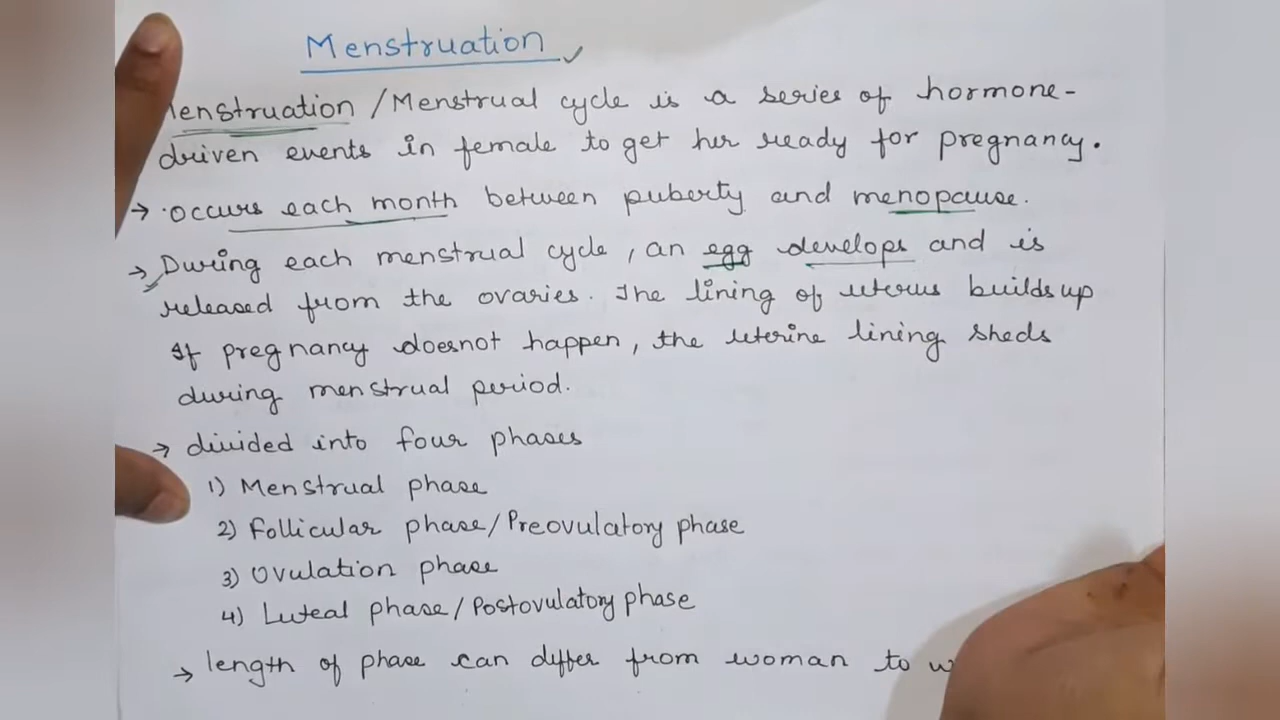 Menstruation
enstruation / Menstrual cycle is a series of hormone-
driven events in female to get her ready for pregnancy.
→ occurs each month between puberty and menopause.
→ During each menstrual cycle, an egg develops and is
released from the ovaries. The lining of uterus builds up
If pregnancy doesnot happen, the uterine lining sheds
during menstrual period.
→ divided into four phases
1) Menstrual phase
2) Follicular phase/Preovulatory phase
3) Ovulation phase
4) Luteal phase/Postovulatory phase
→ length of phase can differ from woman to w